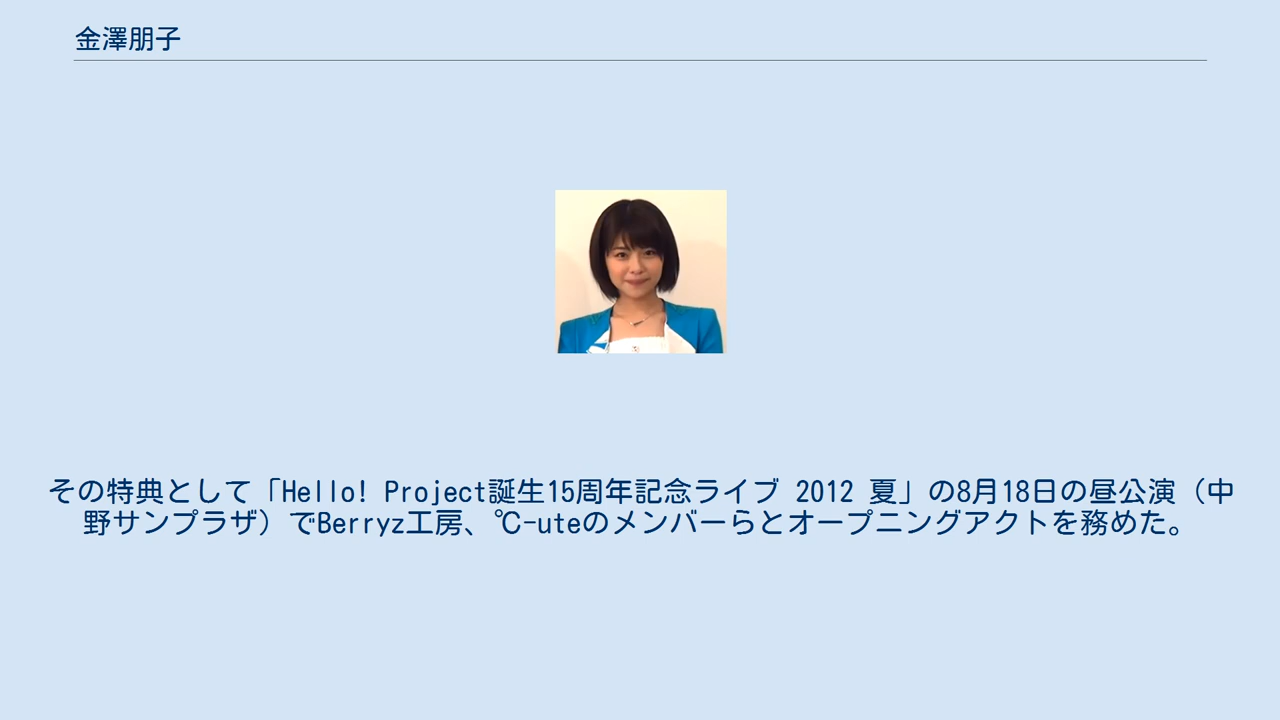 金澤朋子
その特典として「Hello! Project誕生15周年記念ライブ 2012 夏」の8月18日の昼公演（中
野サンプラザ）でBerryz工房、℃-uteのメンバーらとオープニングアクトを務めた。